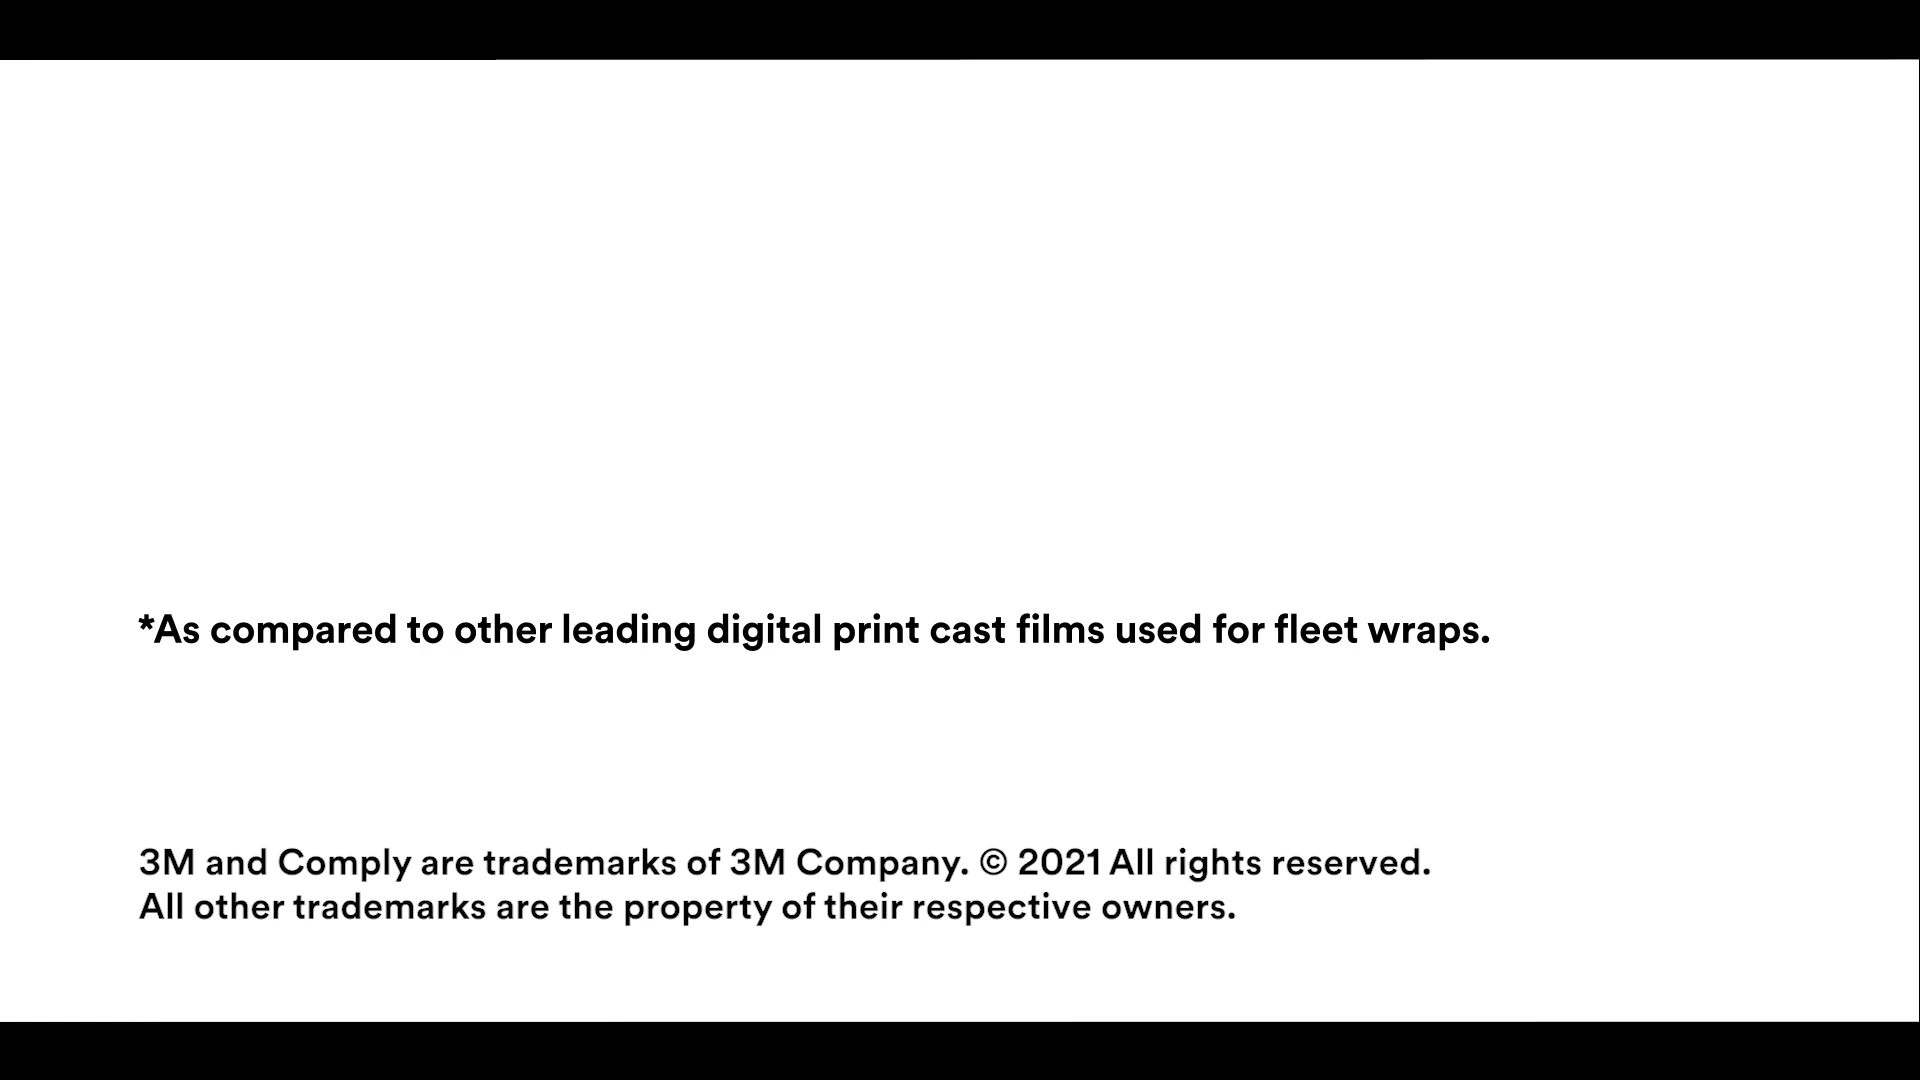 *As compared to other leading digital print cast films used for fleet wraps.
3M and Comply are trademarks of 3M Company. © 2021 All rights reserved.
All other trademarks are the property of their respective owners.